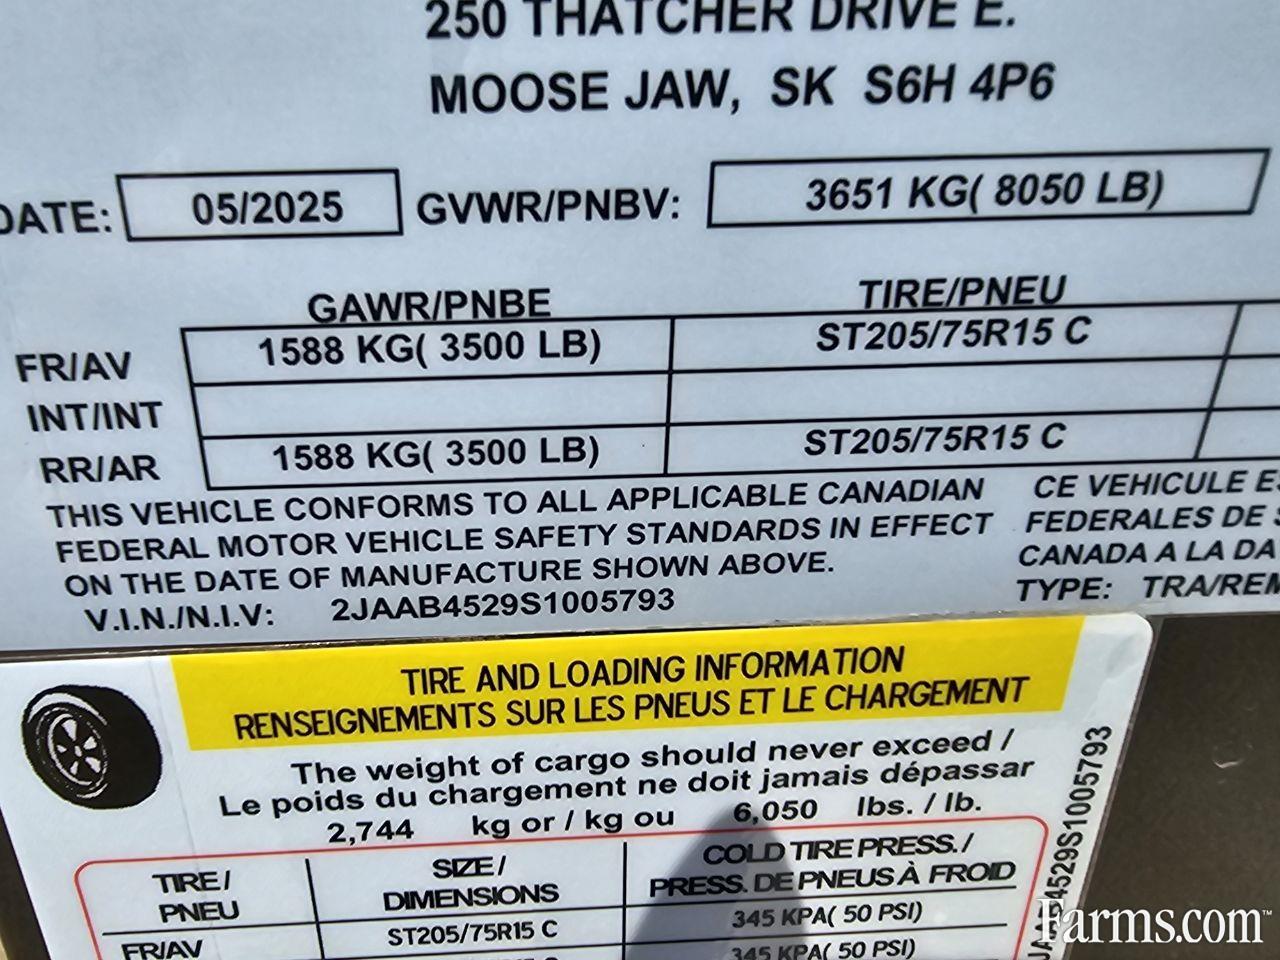 250 THATCHER DRIVE E.
MOOSE JAW, SK S6H 4P6
DATE: 05/2025 GVWR/PNBV: 3651 KG( 8050 LB)
GAWR/PNBE TIRE/PNEU
FR/AV 1588 KG( 3500 LB) ST205/75R15 C
INT/INT
RR/AR 1588 KG( 3500 LB) ST205/75R15 C
THIS VEHICLE CONFORMS TO ALL APPLICABLE CANADIAN
FEDERAL MOTOR VEHICLE SAFETY STANDARDS IN EFFECT
ON THE DATE OF MANUFACTURE SHOWN ABOVE.
V.I.N./N.I.V: 2JAAB4529S1005793
CE VEHICULE
FEDERALES DE
CANADA A LA
TYPE: TRA/REM
TIRE AND LOADING INFORMATION
RENSEIGNEMENTS SUR LES PNEUS ET LE CHARGEMENT
The weight of cargo should never exceed /
Le poids du chargement ne doit jamais dépassar
2,744 kg or / kg ou 6,050 lbs. / lb.
TIRE / PNEU SIZE / DIMENSIONS COLD TIRE PRESS. / PRESS. DE PNEUS À FROID
FR/AV ST205/75R15 C 345 KPA( 50 PSI)
345 KPA( 50 PSI)
Farms.com™